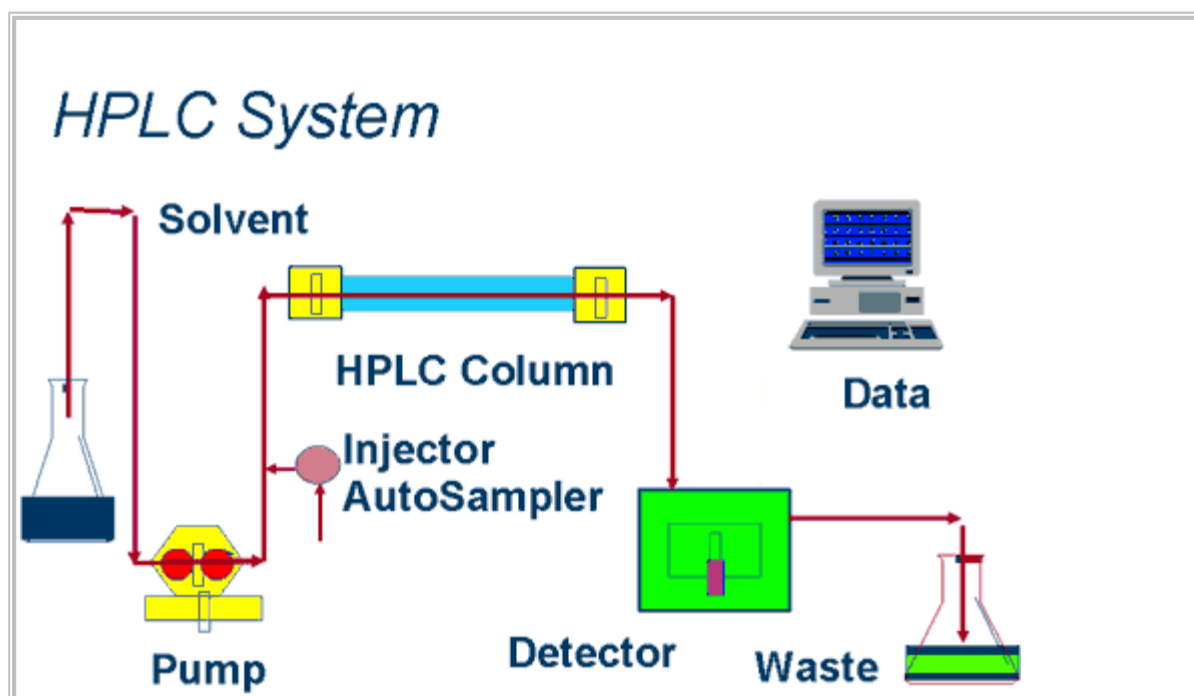 HPLC System
Solvent
HPLC Column
Data
Injector
AutoSampler
Pump
Detector
Waste